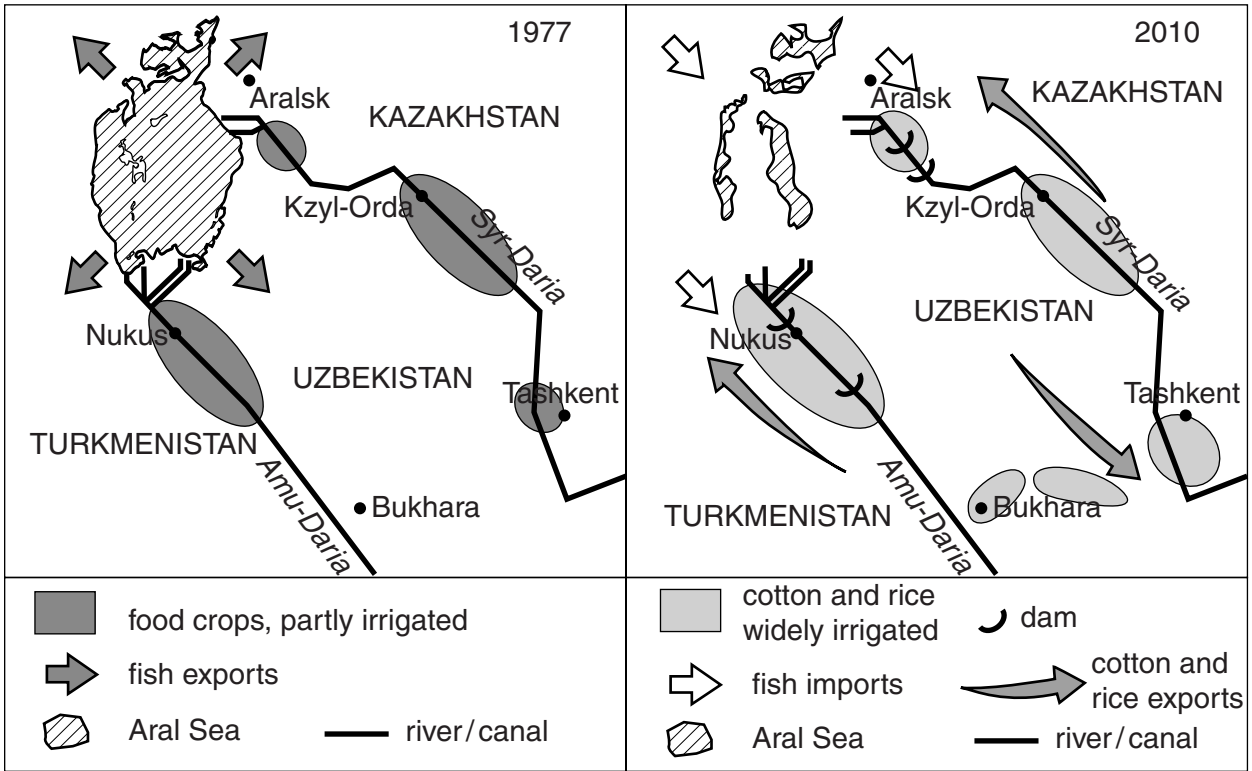 1977
Aralsk
KAZAKHSTAN
Kzyl-Orda
Syr-Daria
Nukus
UZBEKISTAN
Tashkent
TURKMENISTAN
Amu-Daria
Bukhara
food crops, partly irrigated
fish exports
Aral Sea
river/canal
2010
KAZAKHSTAN
Aralsk
Kzyl-Orda
Syr-Daria
UZBEKISTAN
Nukus
Tashkent
Amu-Daria
Bukhara
TURKMENISTAN
cotton and rice
widely irrigated
dam
fish imports
cotton and
rice exports
Aral Sea
river/canal